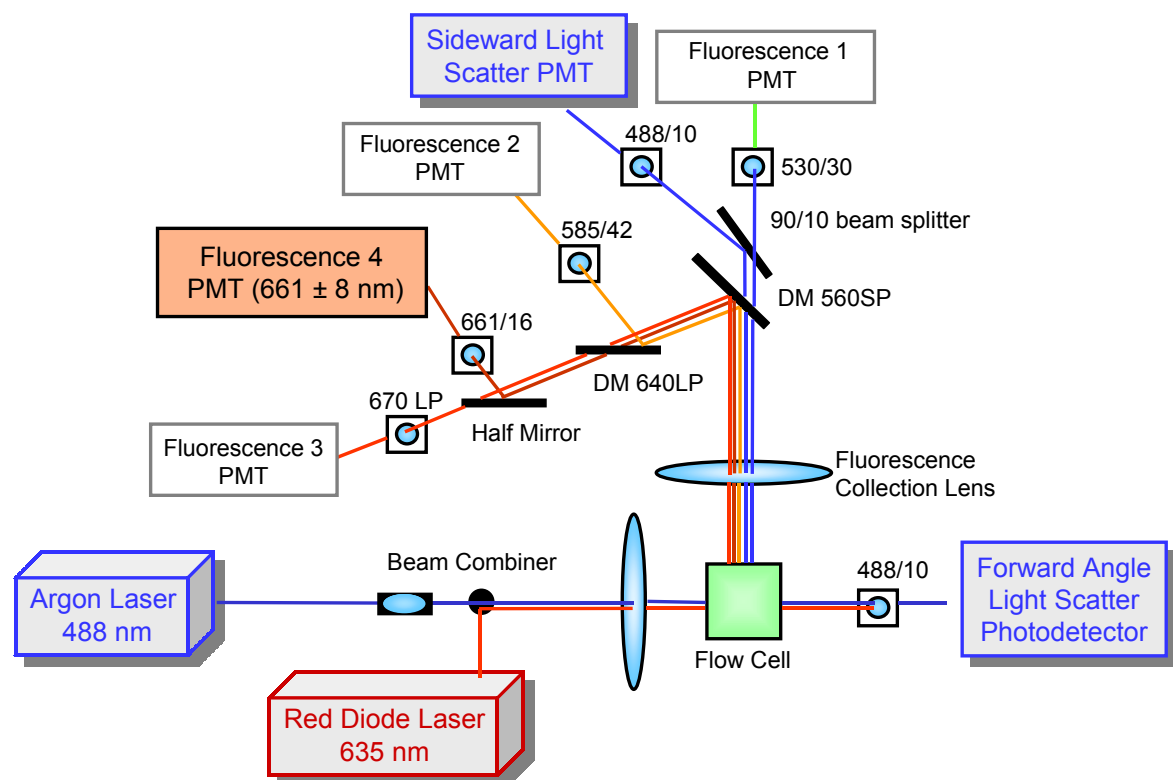 Sideward Light
Scatter PMT
Fluorescence 1
PMT
Fluorescence 2
PMT
488/10
530/30
90/10 beam splitter
585/42
Fluorescence 4
PMT (661 ± 8 nm)
DM 560SP
661/16
DM 640LP
670 LP
Half Mirror
Fluorescence 3
PMT
Fluorescence
Collection Lens
Beam Combiner
488/10
Argon Laser
488 nm
Forward Angle
Light Scatter
Photodetector
Flow Cell
Red Diode Laser
635 nm